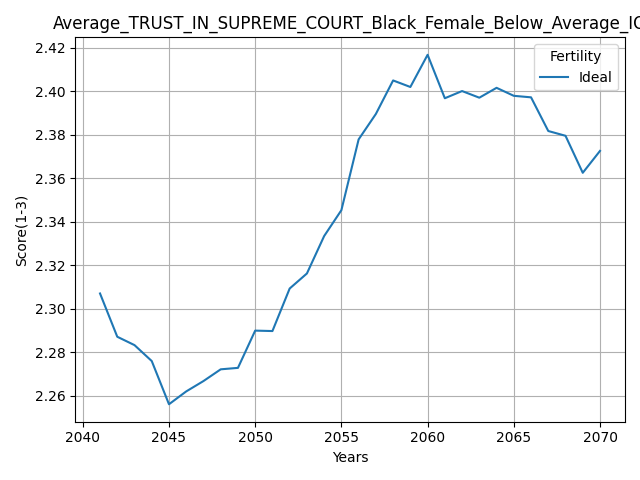 Average_TRUST_IN_SUPREME_COURT_Black_Female_Below_Average_IQ
2.42
2.40
2.38
2.36
2.34
2.32
2.30
2.28
2.26
Score(1-3)
Fertility
Ideal
2040 2045 2050 2055 2060 2065 2070
Years